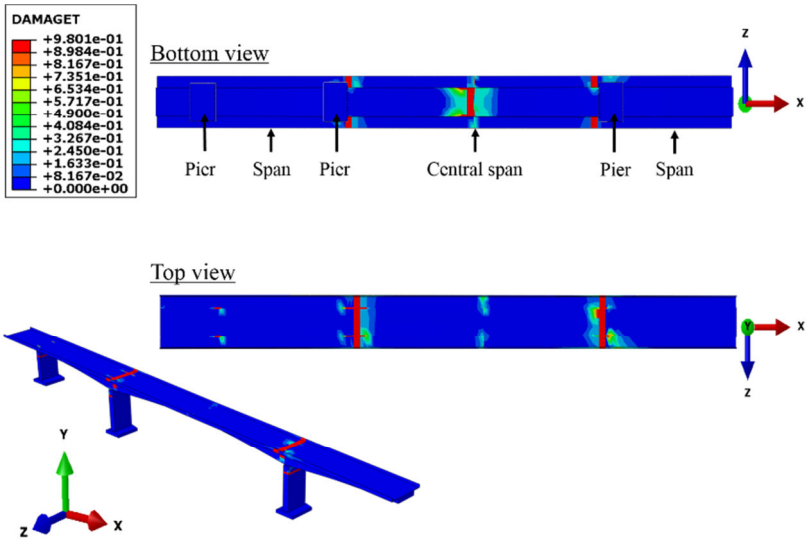 DAMAGET
+9.801e-01
+8.984e-01
+8.167e-01
+7.351e-01
+6.534e-01
+5.717e-01
+4.900e-01
+4.084e-01
+3.267e-01
+2.450e-01
+1.633e-01
+8.167e-02
+0.000e+00
Bottom view
Z
X
Pier
Span
Pier
Central span
Pier
Span
Top view
Y
X
Z
Y
Z
X